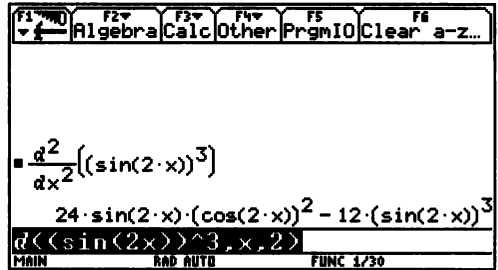 F1 F2 F3 F4 F5 F6
Algebra Calc Other PrgmIO Clear a-z…
d²/dx²((sin(2·x))³)
24·sin(2·x)·(cos(2·x))² − 12·(sin(2·x))³
d((sin(2x))^3,x,2)
MAIN RAD AUTO FUNC 1/30